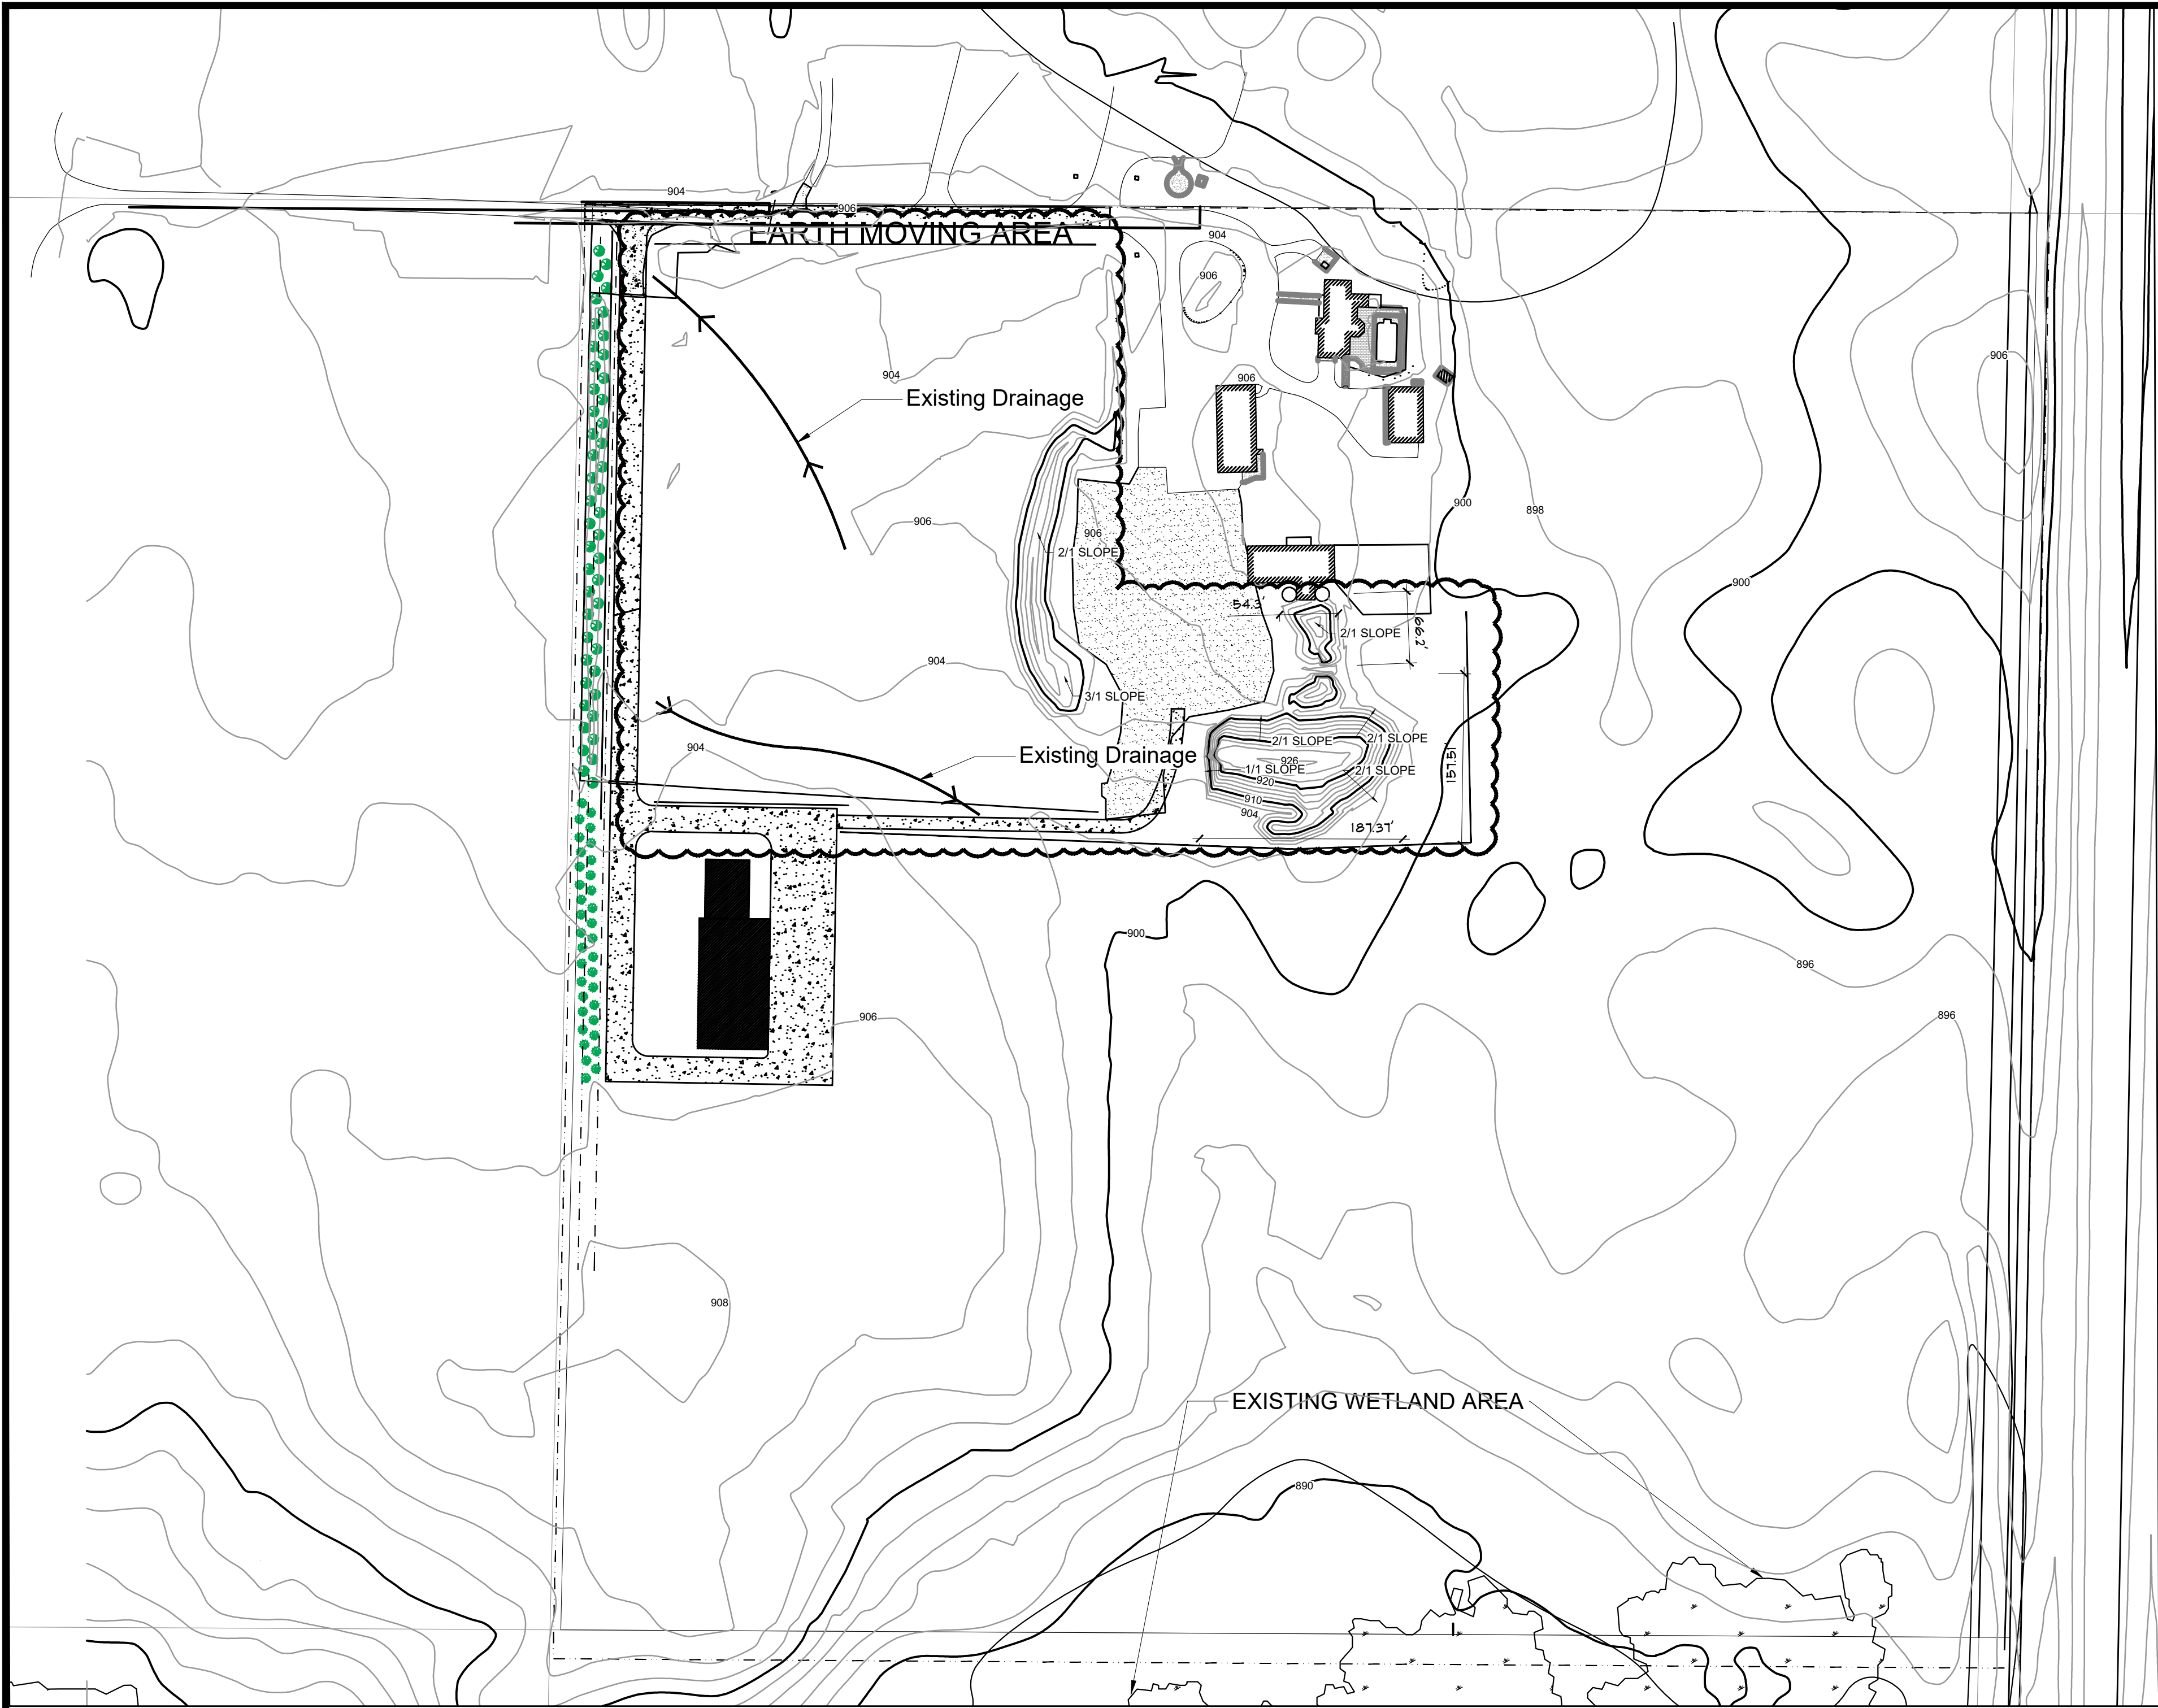 904
906
EARTH MOVING AREA
904
906
906
904
906
Existing Drainage
900
898
906
906
2/1 SLOPE
900
54.3'
2/1 SLOPE
66.2'
904
3/1 SLOPE
904
Existing Drainage
2/1 SLOPE
2/1 SLOPE
926
1/1 SLOPE
2/1 SLOPE
920
157.51'
910
904
187.37'
900
896
906
896
908
EXISTING WETLAND AREA
890